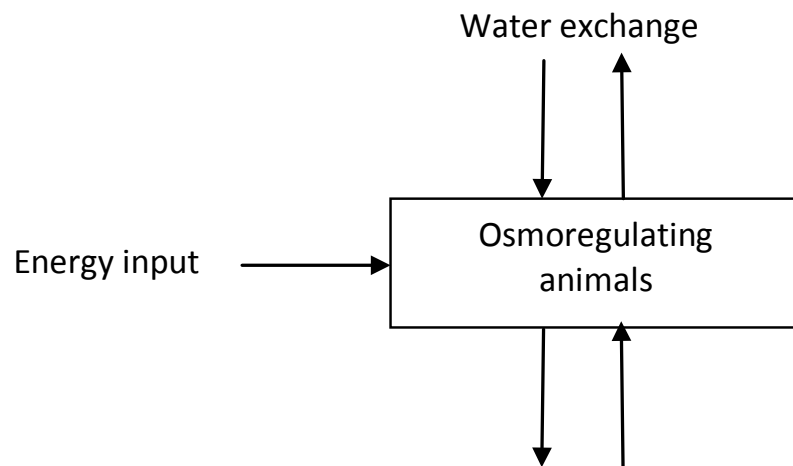 Water exchange
Osmoregulating
Energy input
animals